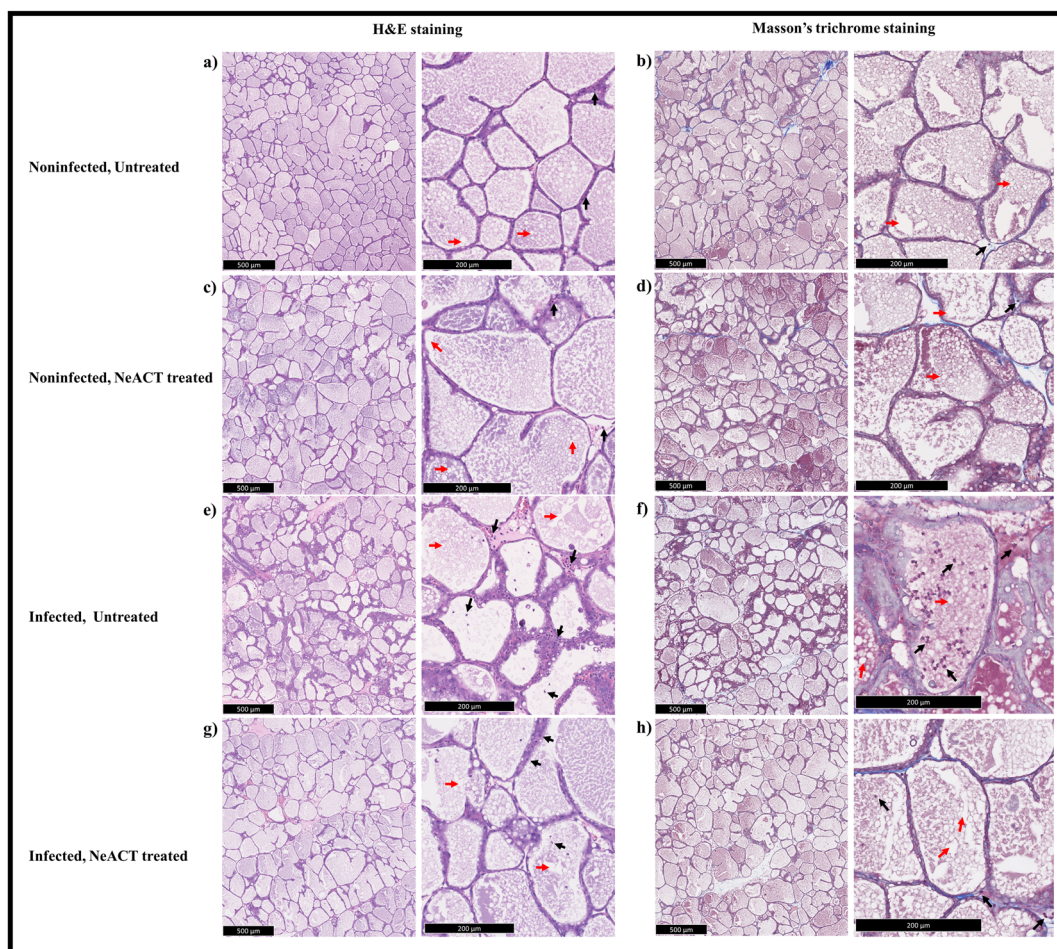 H&E staining
Masson's trichrome staining
a)
b)
Noninfected, Untreated
500 µm
200 µm
500 µm
200 µm
c)
d)
Noninfected, NeACT treated
500 µm
200 µm
500 µm
200 µm
e)
f)
Infected, Untreated
500 µm
200 µm
500 µm
200 µm
g)
h)
Infected, NeACT treated
500 µm
200 µm
500 µm
200 µm